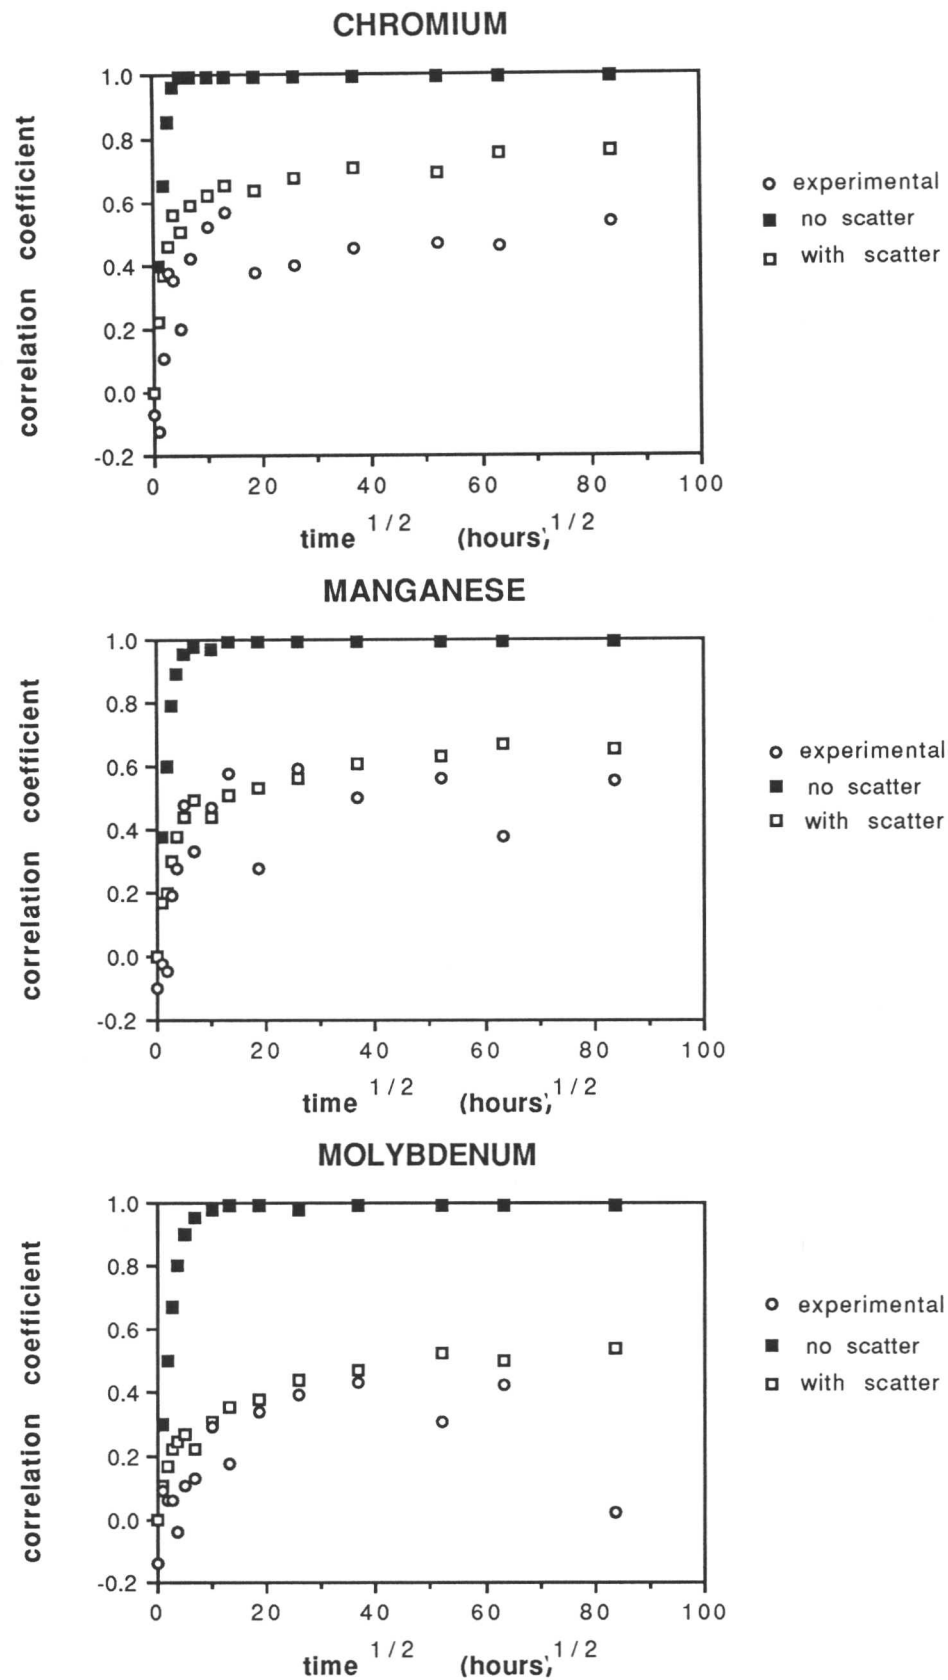 CHROMIUM
1.0
0.8
0.6
0.4
0.2
0.0
-0.2
correlation coefficient
0 20 40 60 80 100
time 1/2 (hours) 1/2
experimental
no scatter
with scatter
MANGANESE
1.0
0.8
0.6
0.4
0.2
0.0
-0.2
correlation coefficient
0 20 40 60 80 100
time 1/2 (hours) 1/2
experimental
no scatter
with scatter
MOLYBDENUM
1.0
0.8
0.6
0.4
0.2
0.0
-0.2
correlation coefficient
0 20 40 60 80 100
time 1/2 (hours) 1/2
experimental
no scatter
with scatter